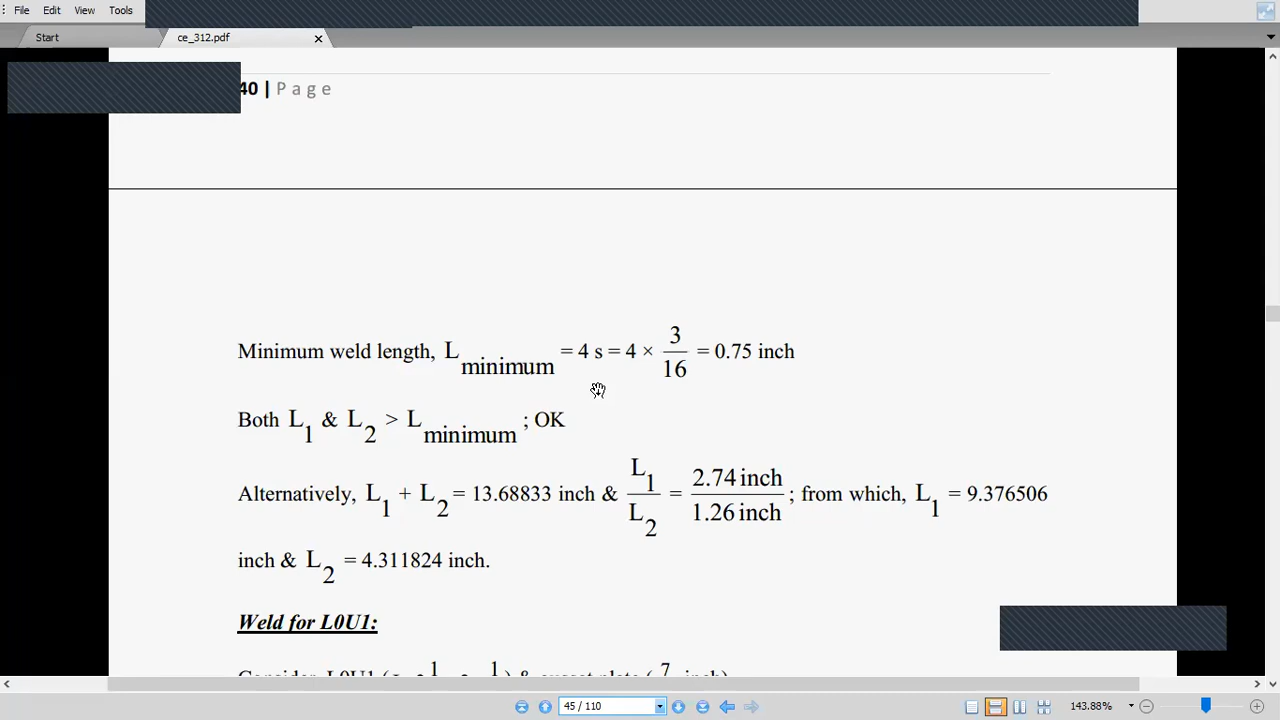 File Edit View Tools
Start ce_312.pdf
40 | Page
Minimum weld length, L minimum = 4 s = 4 × 3/16 = 0.75 inch
Both L1 & L2 > L minimum ; OK
Alternatively, L1 + L2 = 13.68833 inch & L1/L2 = 2.74 inch/1.26 inch ; from which, L1 = 9.376506
inch & L2 = 4.311824 inch.
Weld for L0U1:
45 / 110 143.88%